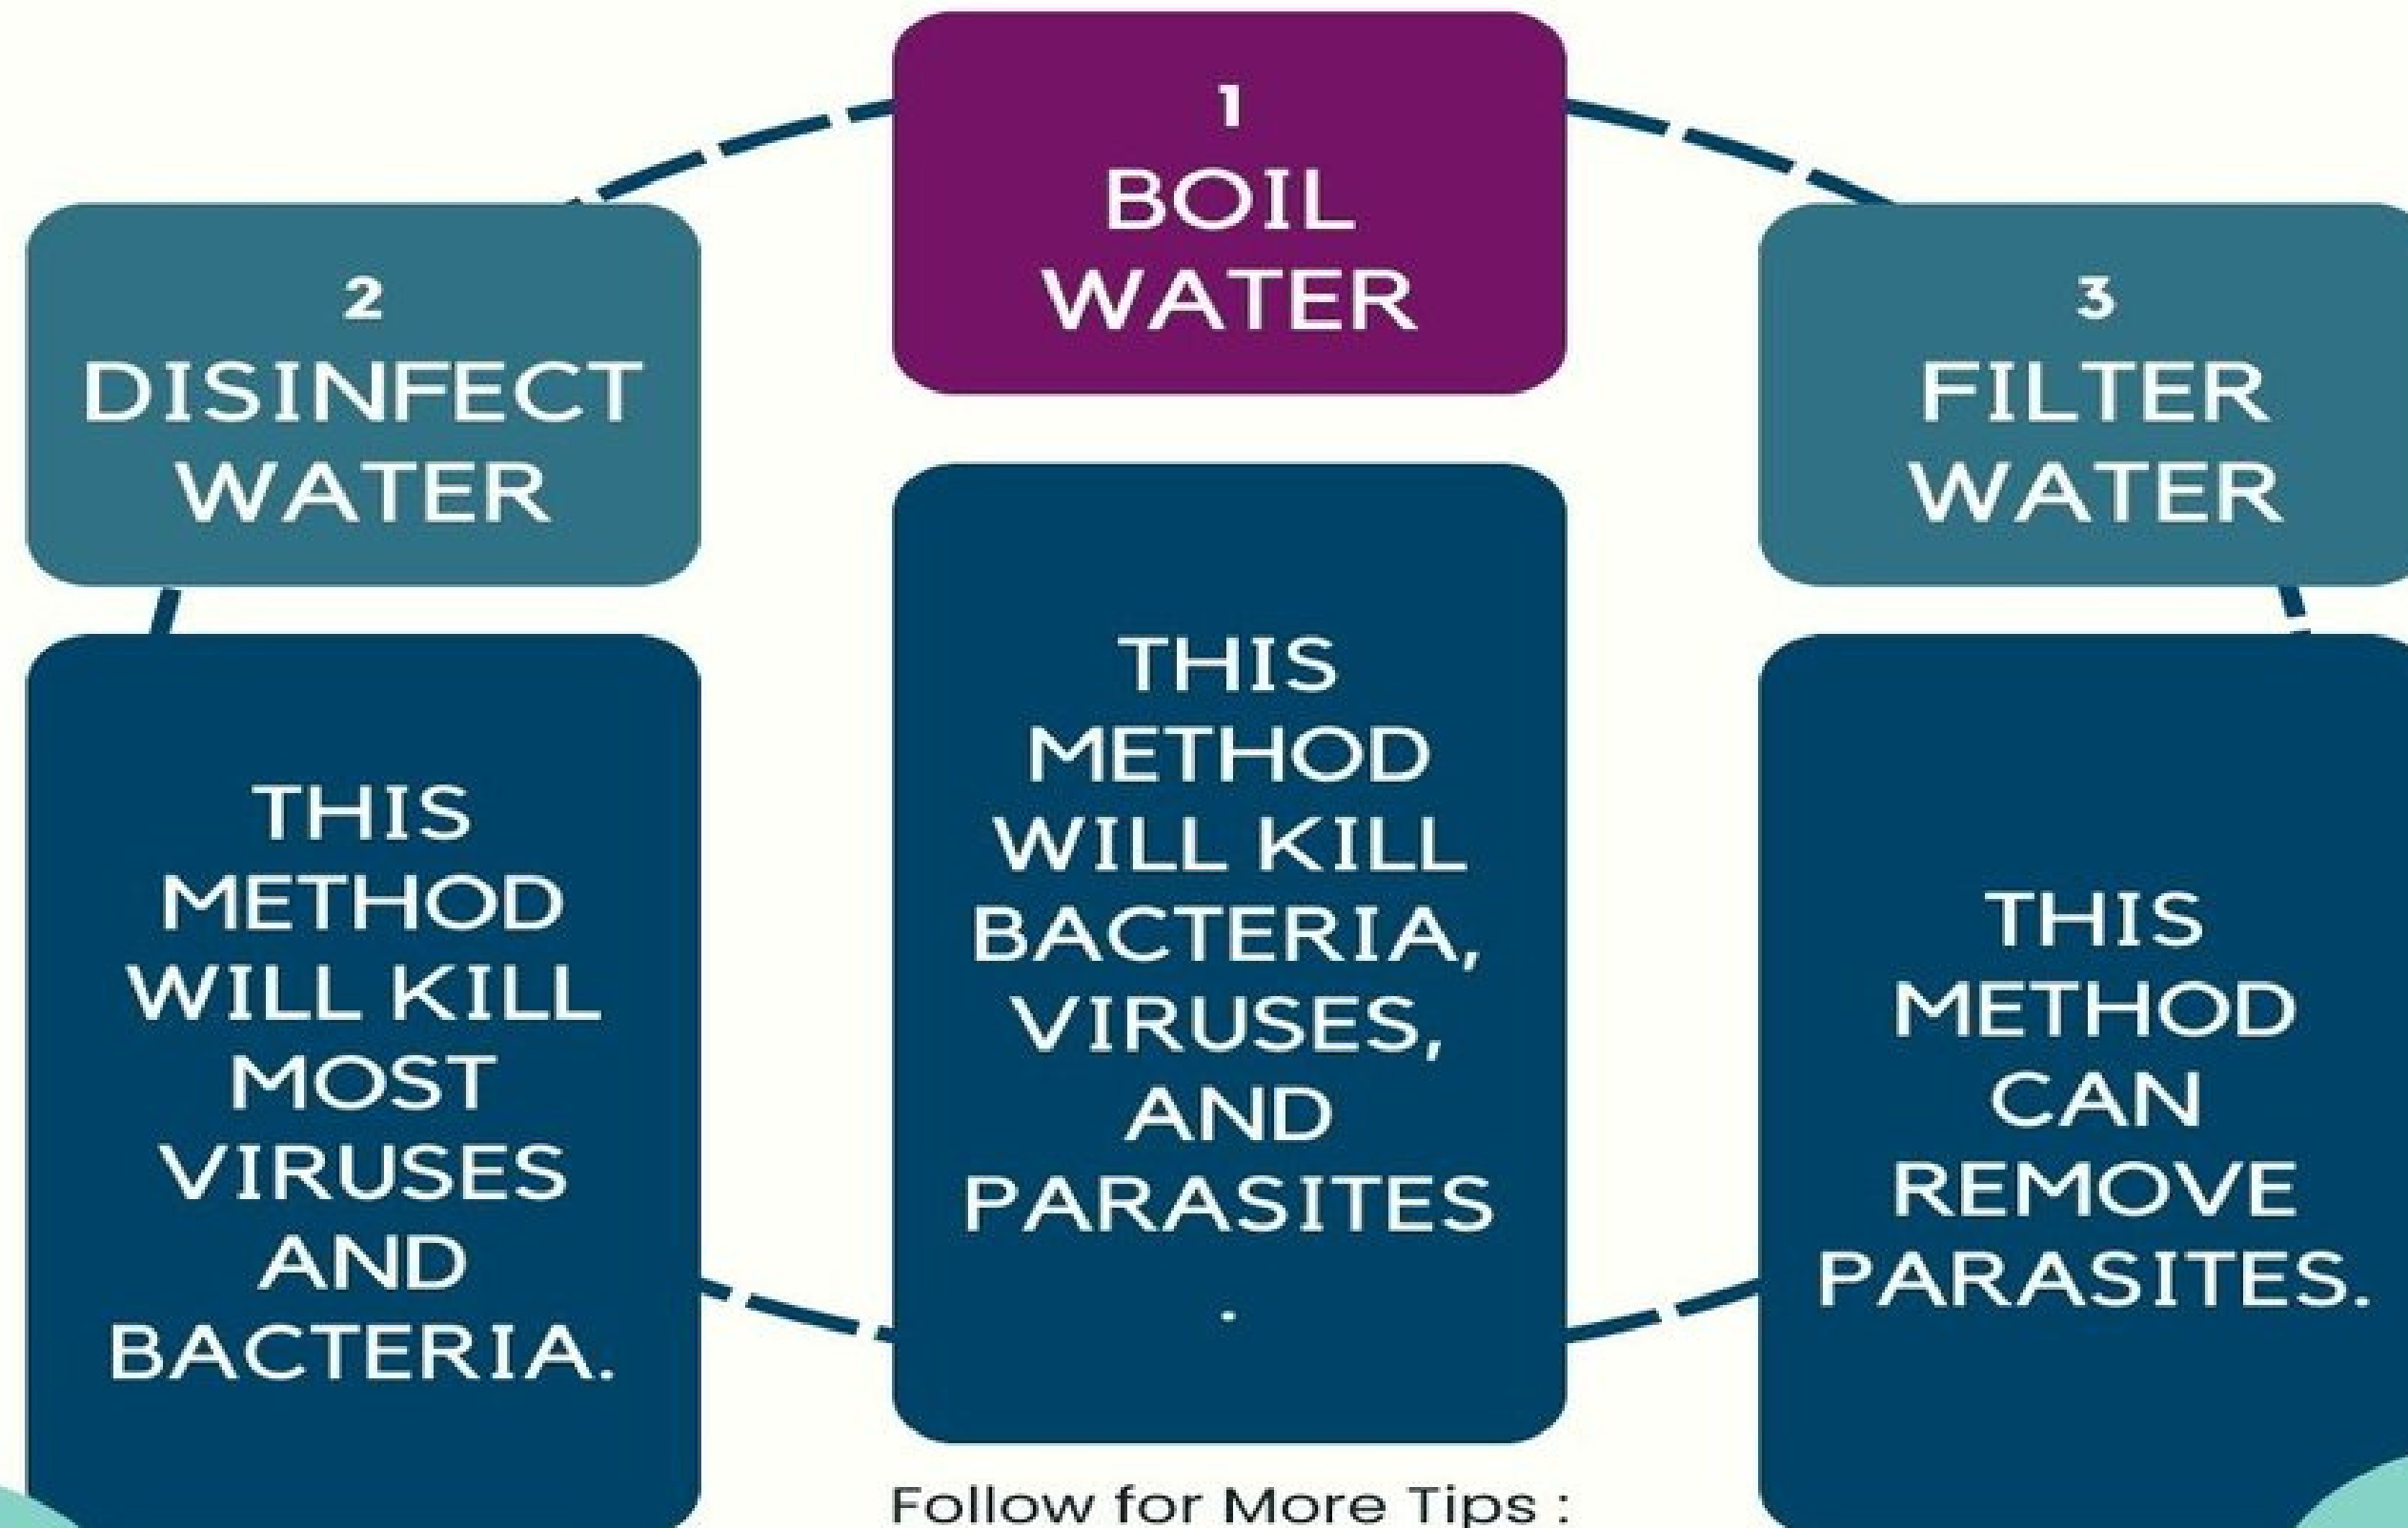 1
BOIL
WATER
THIS
METHOD
WILL KILL
BACTERIA,
VIRUSES,
AND
PARASITES
.
2
DISINFECT
WATER
THIS
METHOD
WILL KILL
MOST
VIRUSES
AND
BACTERIA.
3
FILTER
WATER
THIS
METHOD
CAN
REMOVE
PARASITES.
Follow for More Tips :